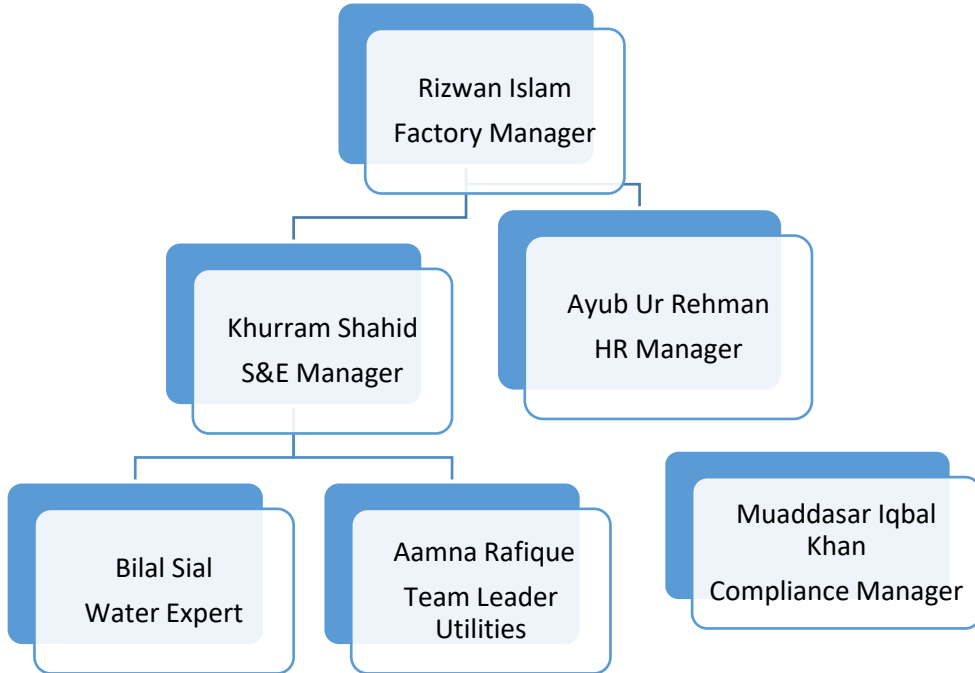 Rizwan Islam
Factory Manager
Khurram Shahid
S&E Manager
Ayub Ur Rehman
HR Manager
Bilal Sial
Water Expert
Aamna Rafique
Team Leader
Utilities
Muaddasar Iqbal
Khan
Compliance Manager